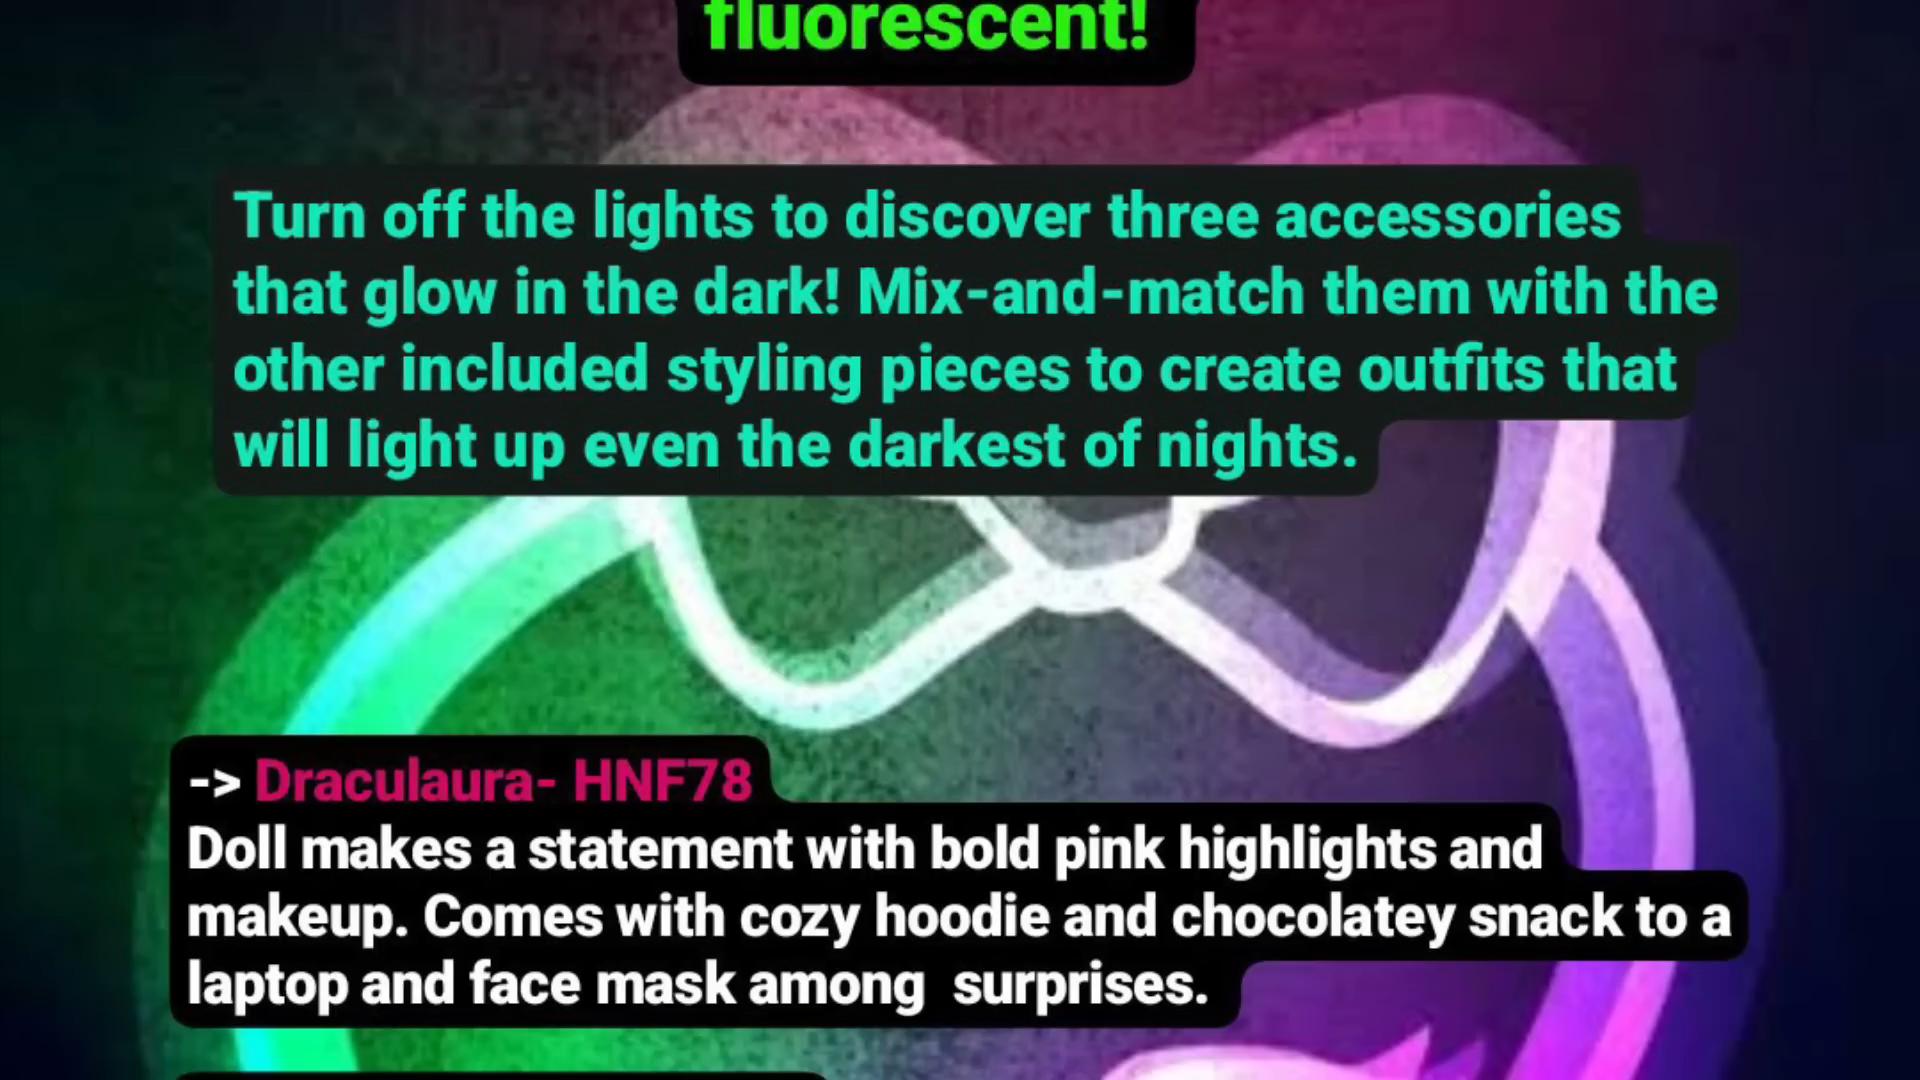 fluorescent!
Turn off the lights to discover three accessories
that glow in the dark! Mix-and-match them with the
other included styling pieces to create outfits that
will light up even the darkest of nights.
-> Draculaura- HNF78
Doll makes a statement with bold pink highlights and
makeup. Comes with cozy hoodie and chocolatey snack to a
laptop and face mask among  surprises.